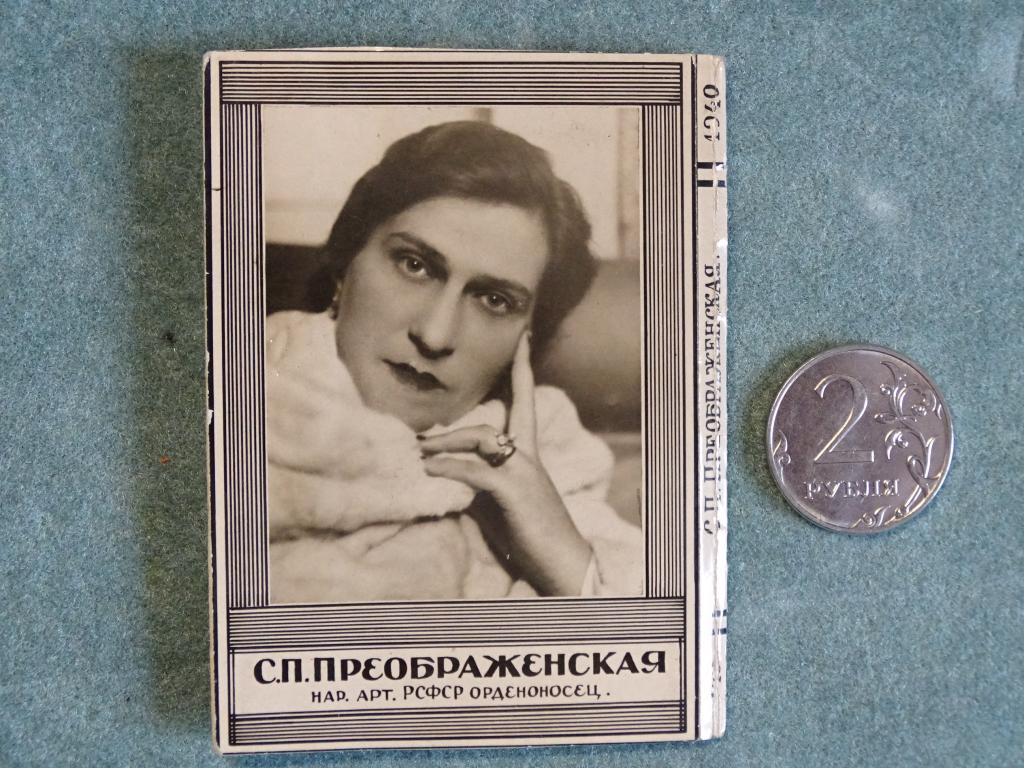 С.П.ПРЕОБРАЖЕНСКАЯ
НАР. АРТ. РСФСР ОРДЕНОНОСЕЦ.
С.П. ПРЕОБРАЖЕНСКАЯ.
1940
2
РУБЛЯ